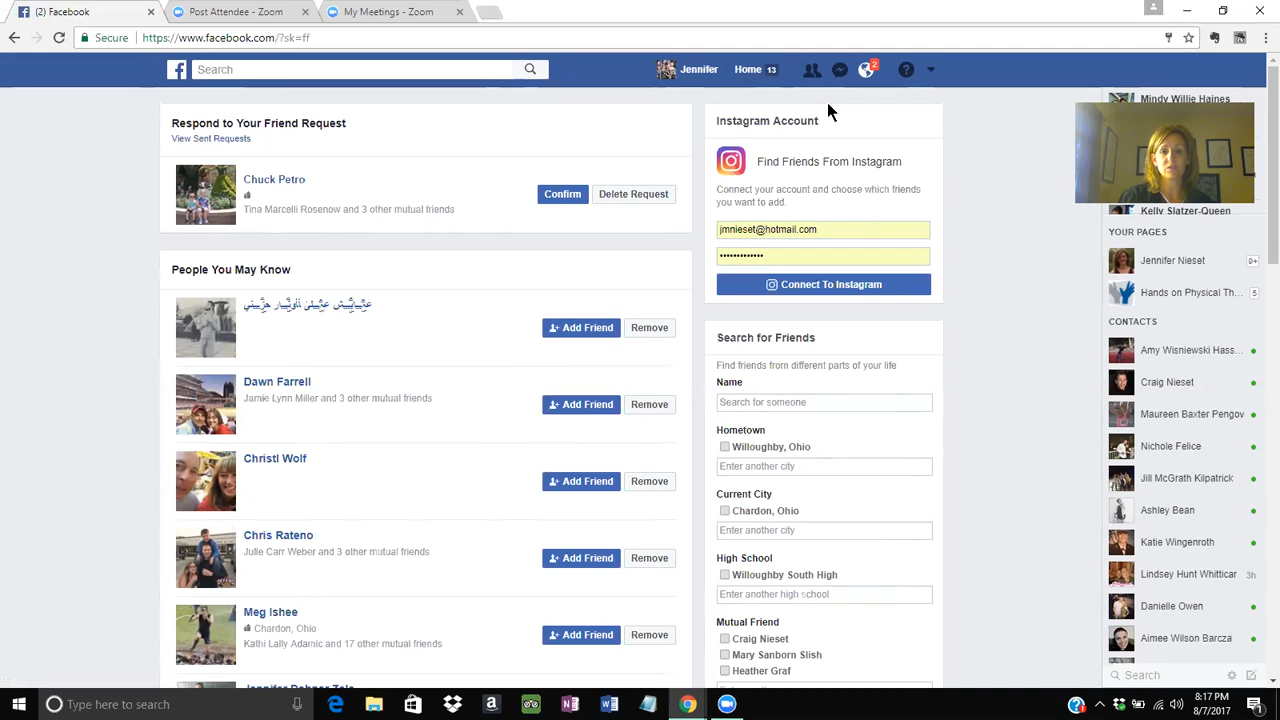 (2) Facebook
Post Attendee - Zoom
My Meetings - Zoom
Secure
https://www.facebook.com/?sk=ff
Search
Jennifer
Home 13
2
Respond to Your Friend Request
View Sent Requests
Chuck Petro
Tina Marcelli Rosenow and 3 other mutual friends
Confirm
Delete Request
People You May Know
Add Friend
Remove
Dawn Farrell
Jamie Lynn Miller and 3 other mutual friends
Add Friend
Remove
Christl Wolf
Add Friend
Remove
Chris Rateno
Julie Carr Weber and 3 other mutual friends
Add Friend
Remove
Meg Ishee
Chardon, Ohio
Kathi Lally Adamic and 17 other mutual friends
Add Friend
Remove
Instagram Account
Find Friends From Instagram
Connect your account and choose which friends
you want to add.
jmnieset@hotmail.com
•••••••••••••
Connect To Instagram
Search for Friends
Find friends from different parts of your life
Name
Search for someone
Hometown
Willoughby, Ohio
Enter another city
Current City
Chardon, Ohio
Enter another city
High School
Willoughby South High
Enter another high school
Mutual Friend
Craig Nieset
Mary Sanborn Slish
Heather Graf
Mindy Willie Haines
Kelly Slatzer-Queen
YOUR PAGES
Jennifer Nieset 9+
Hands on Physical Th... 5
CONTACTS
Amy Wisniewski Hass...
Craig Nieset
Maureen Baxter Pengov
Nichole Felice
Jill McGrath Kilpatrick
Ashley Bean
Katie Wingenroth
Lindsey Hunt Whitticar 3h
Danielle Owen
Aimee Wilson Barcza
Search
Type here to search
8:17 PM
8/7/2017